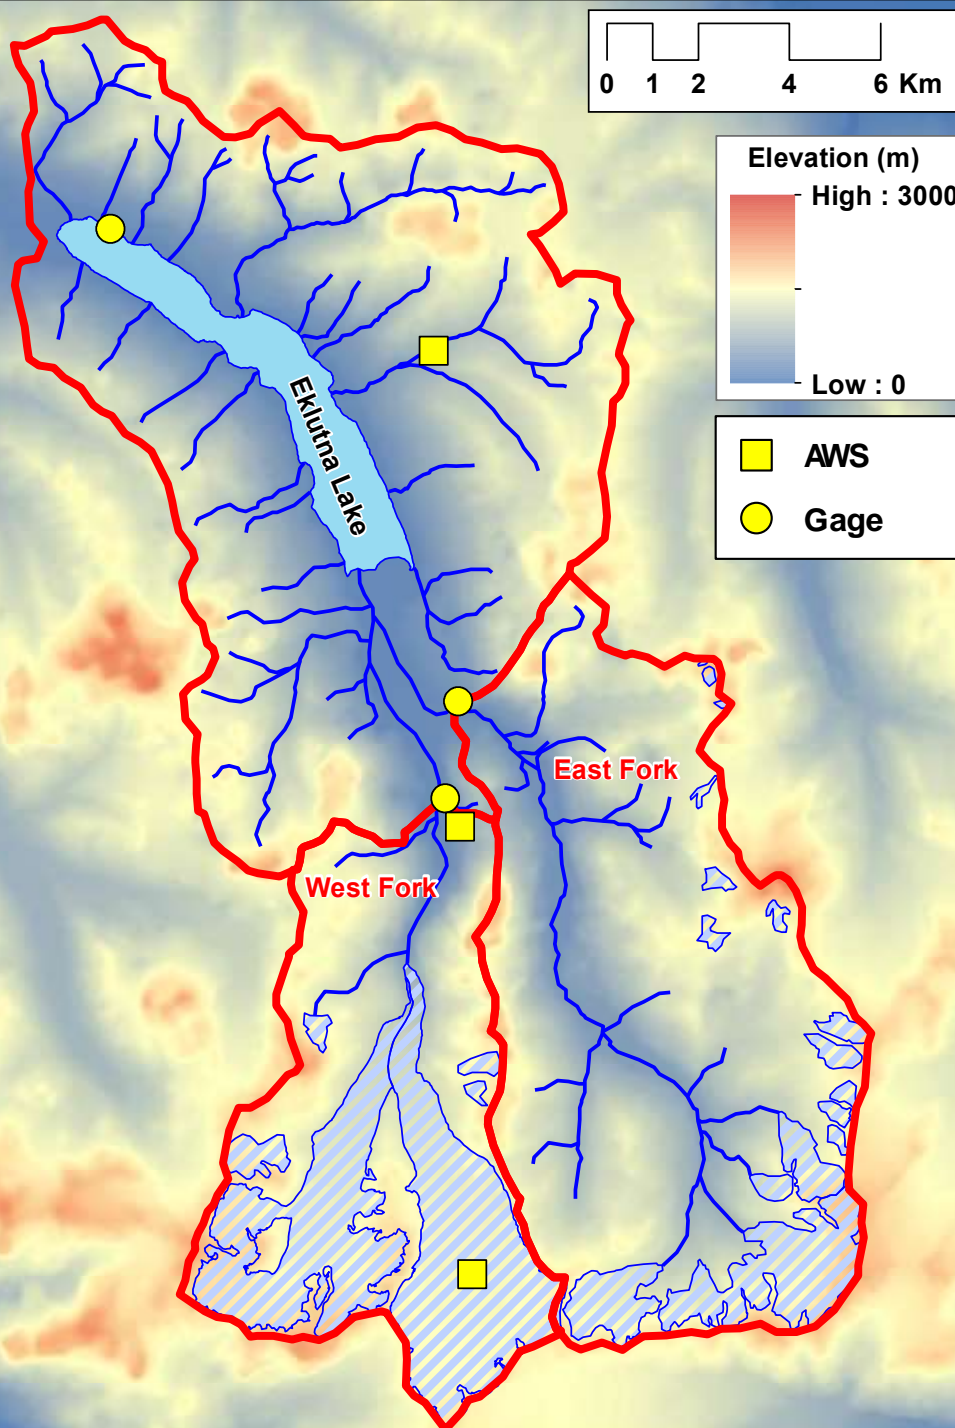 0 1 2 4 6 Km
Elevation (m)
High : 3000
Low : 0
AWS
Gage
Eklutna Lake
East Fork
West Fork